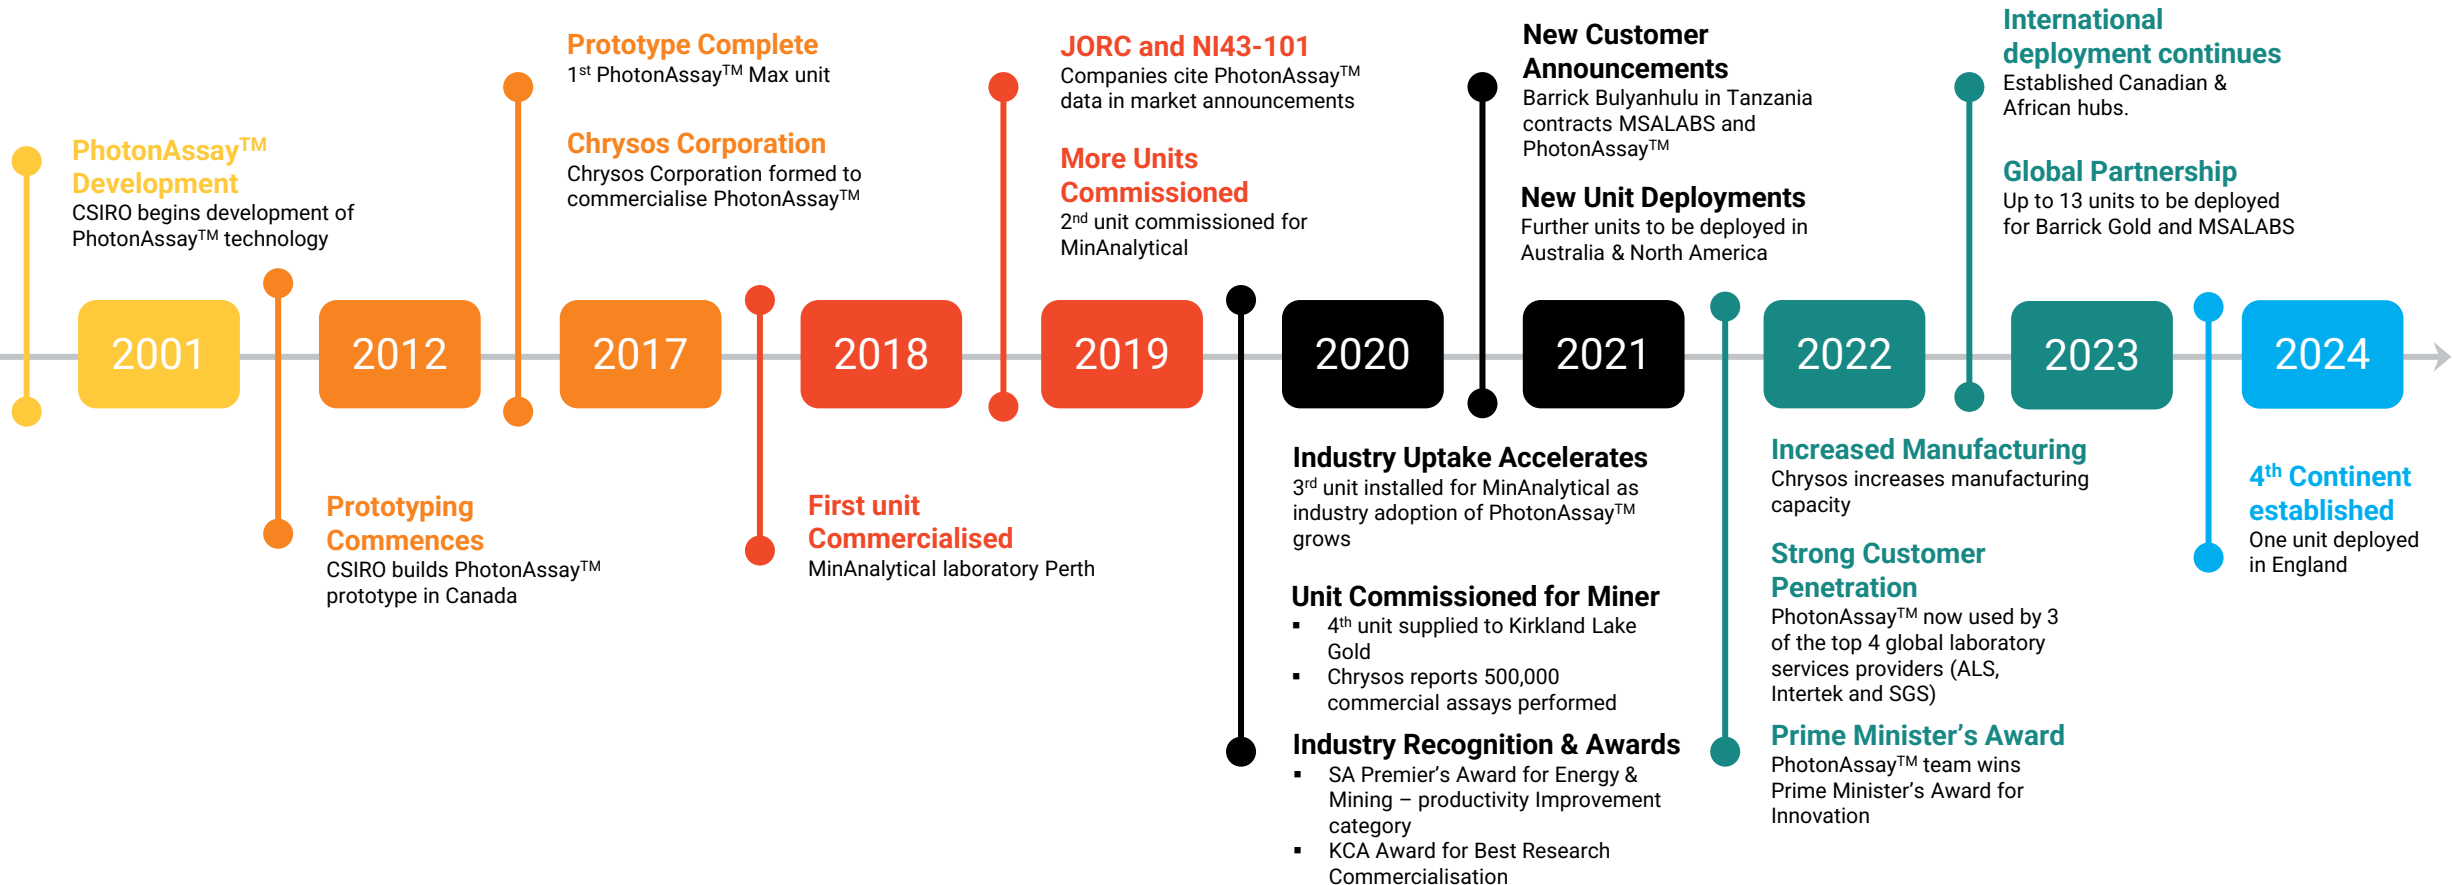 PhotonAssay™
Development
CSIRO begins development of
PhotonAssay™ technology
2001
2012
Prototyping
Commences
CSIRO builds PhotonAssay™
prototype in Canada
Prototype Complete
1st PhotonAssay™ Max unit
Chrysos Corporation
Chrysos Corporation formed to
commercialise PhotonAssay™
2017
2018
First unit
Commercialised
MinAnalytical laboratory Perth
JORC and NI43-101
Companies cite PhotonAssay™
data in market announcements
More Units
Commissioned
2nd unit commissioned for
MinAnalytical
2019
2020
Industry Uptake Accelerates
3rd unit installed for MinAnalytical as
industry adoption of PhotonAssay™
grows
Unit Commissioned for Miner
▪ 4th unit supplied to Kirkland Lake
Gold
▪ Chrysos reports 500,000
commercial assays performed
Industry Recognition & Awards
▪ SA Premier’s Award for Energy &
Mining – productivity Improvement
category
▪ KCA Award for Best Research
Commercialisation
New Customer
Announcements
Barrick Bulyanhulu in Tanzania
contracts MSALABS and
PhotonAssay™
New Unit Deployments
Further units to be deployed in
Australia & North America
2021
2022
Increased Manufacturing
Chrysos increases manufacturing
capacity
Strong Customer
Penetration
PhotonAssay™ now used by 3
of the top 4 global laboratory
services providers (ALS,
Intertek and SGS)
Prime Minister’s Award
PhotonAssay™ team wins
Prime Minister’s Award for
Innovation
International
deployment continues
Established Canadian &
African hubs.
Global Partnership
Up to 13 units to be deployed
for Barrick Gold and MSALABS
2023
2024
4th Continent
established
One unit deployed
in England